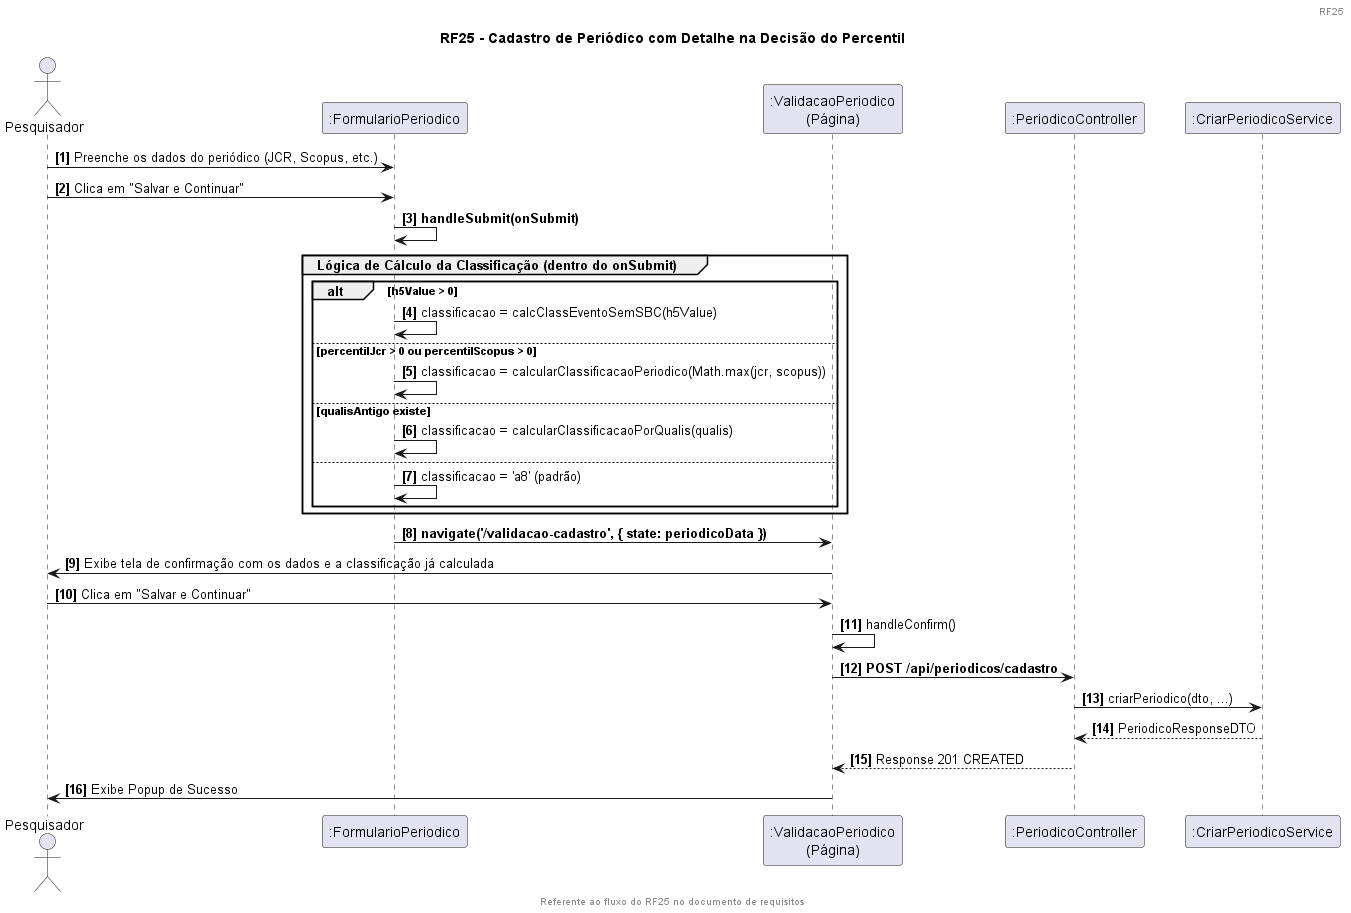 RF25
RF25 - Cadastro de Periódico com Detalhe na Decisão do Percentil
Pesquisador
:FormularioPeriodico
:ValidacaoPeriodico
(Página)
:PeriodicoController
:CriarPeriodicoService
[1] Preenche os dados do periódico (JCR, Scopus, etc.)
[2] Clica em "Salvar e Continuar"
[3] handleSubmit(onSubmit)
Lógica de Cálculo da Classificação (dentro do onSubmit)
alt [h5Value > 0]
[4] classificacao = calcClassEventoSemSBC(h5Value)
[percentilJcr > 0 ou percentilScopus > 0]
[5] classificacao = calcularClassificacaoPeriodico(Math.max(jcr, scopus))
[qualisAntigo existe]
[6] classificacao = calcularClassificacaoPorQualis(qualis)
[7] classificacao = 'a8' (padrão)
[8] navigate('/validacao-cadastro', { state: periodicoData })
[9] Exibe tela de confirmação com os dados e a classificação já calculada
[10] Clica em "Salvar e Continuar"
[11] handleConfirm()
[12] POST /api/periodicos/cadastro
[13] criarPeriodico(dto, ...)
[14] PeriodicoResponseDTO
[15] Response 201 CREATED
[16] Exibe Popup de Sucesso
Pesquisador
:FormularioPeriodico
:ValidacaoPeriodico
(Página)
:PeriodicoController
:CriarPeriodicoService
Referente ao fluxo do RF25 no documento de requisitos